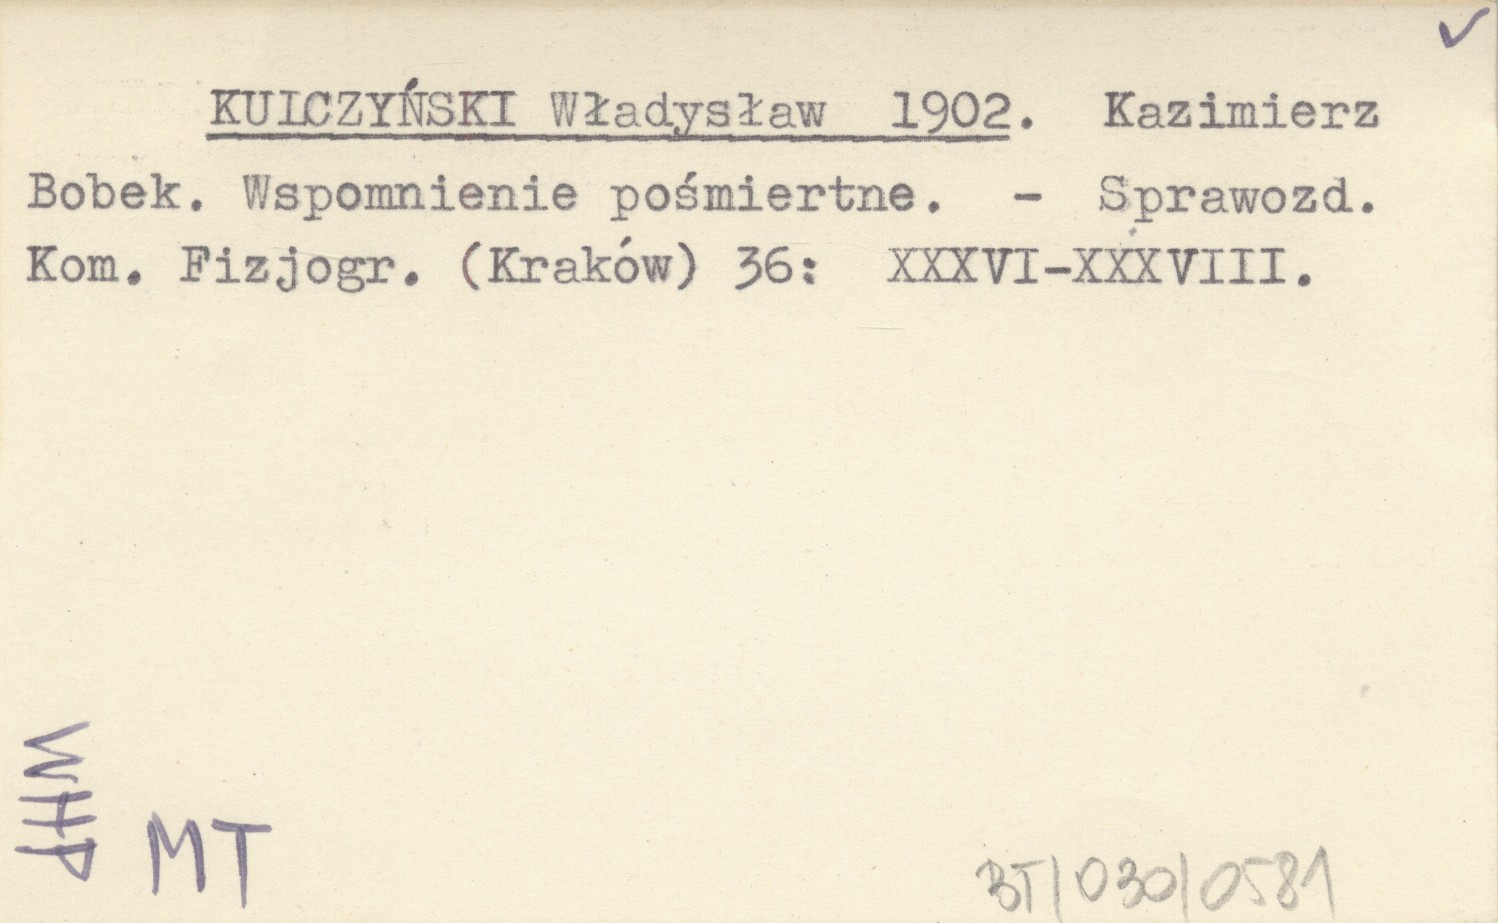 KULCZYŃSKI Władysław 1902. Kazimierz
Bobek. Wspomnienie pośmiertne. - Sprawozd.
Kom. Fizjogr. (Kraków) 36: XXXVI-XXXVIII.
WHP
MT
BT/030/0581